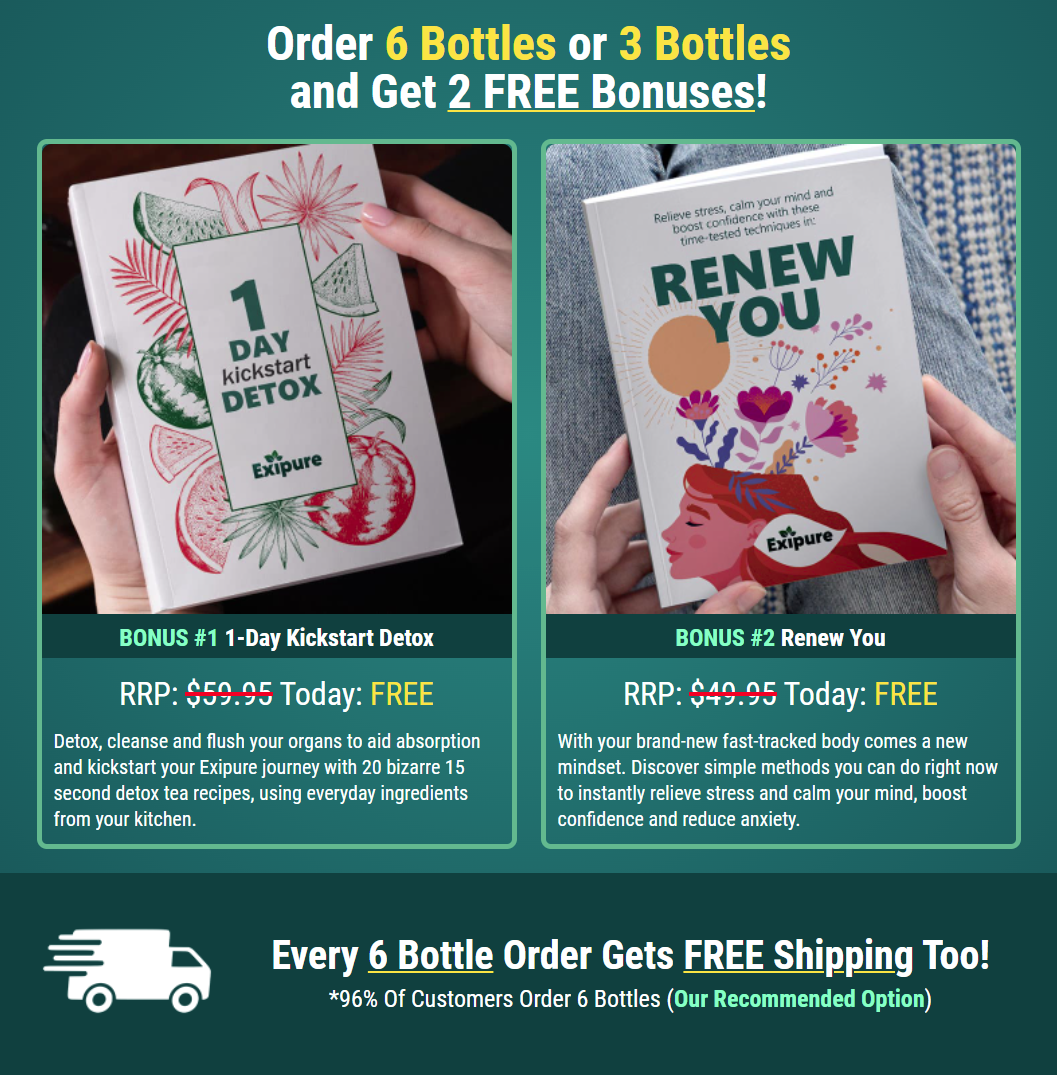 Order 6 Bottles or 3 Bottles
and Get 2 FREE Bonuses!
1
DAY
kickstart
DETOX
Exipure
BONUS #1 1-Day Kickstart Detox
RRP: $59.95 Today: FREE
Detox, cleanse and flush your organs to aid absorption
and kickstart your Exipure journey with 20 bizarre 15
second detox tea recipes, using everyday ingredients
from your kitchen.
Relieve stress, calm your mind and
boost confidence with these
time-tested techniques in:
RENEW
YOU
Exipure
BONUS #2 Renew You
RRP: $49.95 Today: FREE
With your brand-new fast-tracked body comes a new
mindset. Discover simple methods you can do right now
to instantly relieve stress and calm your mind, boost
confidence and reduce anxiety.
Every 6 Bottle Order Gets FREE Shipping Too!
*96% Of Customers Order 6 Bottles (Our Recommended Option)